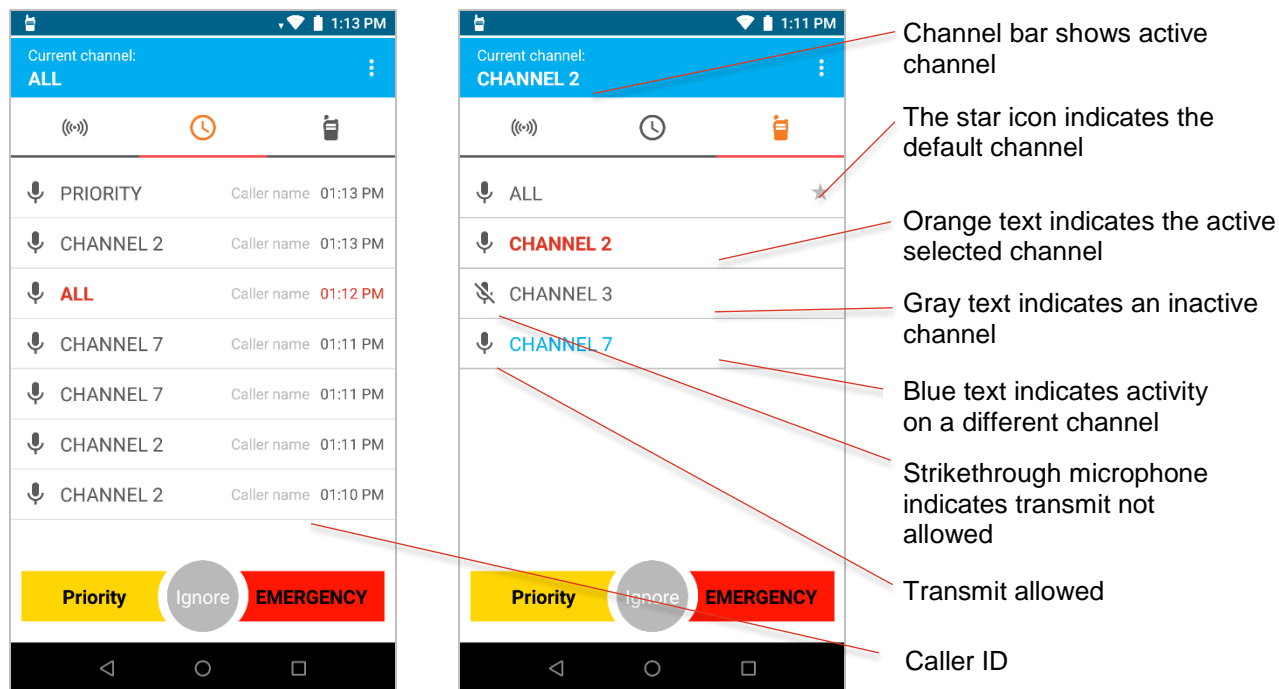 1:13 PM
Current channel:
ALL
PRIORITY Caller name 01:13 PM
CHANNEL 2 Caller name 01:13 PM
ALL Caller name 01:12 PM
CHANNEL 7 Caller name 01:11 PM
CHANNEL 7 Caller name 01:11 PM
CHANNEL 2 Caller name 01:11 PM
CHANNEL 2 Caller name 01:10 PM
Priority Ignore EMERGENCY
1:11 PM
Current channel:
CHANNEL 2
ALL
CHANNEL 2
CHANNEL 3
CHANNEL 7
Priority Ignore EMERGENCY
Channel bar shows active
channel
The star icon indicates the
default channel
Orange text indicates the active
selected channel
Gray text indicates an inactive
channel
Blue text indicates activity
on a different channel
Strikethrough microphone
indicates transmit not
allowed
Transmit allowed
Caller ID